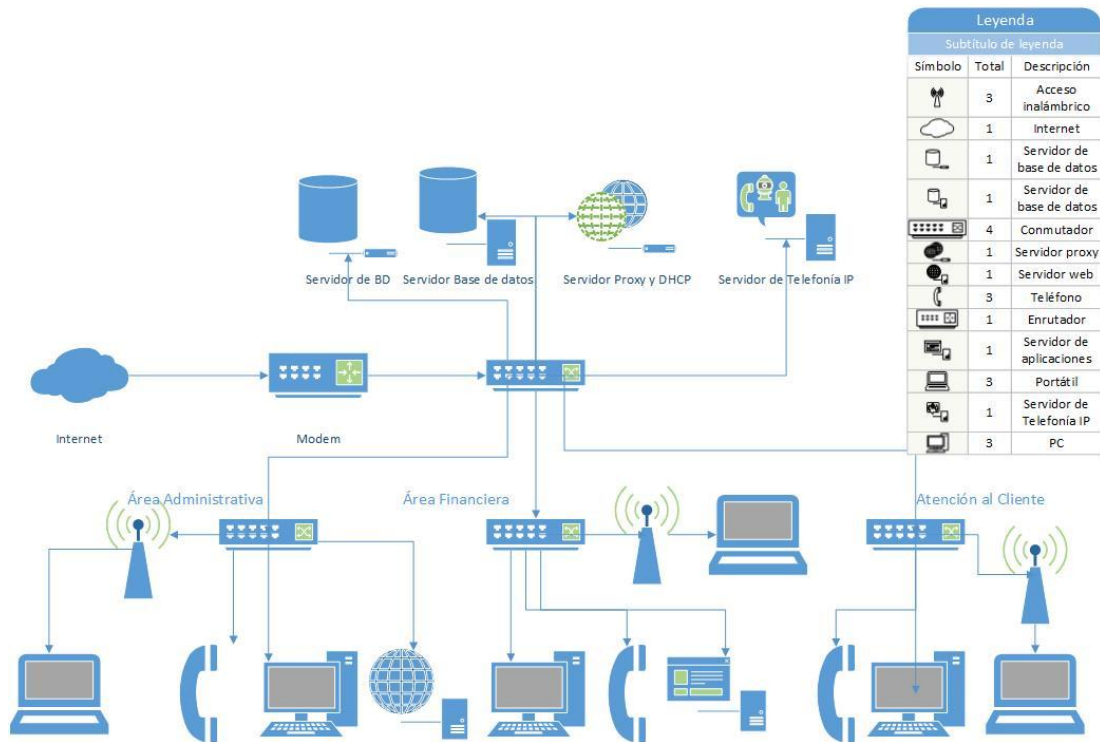 Leyenda
Subtítulo de leyenda
Símbolo Total Descripción
3 Acceso
inalámbrico
1 Internet
1 Servidor de
base de datos
1 Servidor de
base de datos
4 Conmutador
1 Servidor proxy
1 Servidor web
3 Teléfono
1 Enrutador
1 Servidor de
aplicaciones
3 Portátil
1 Servidor de
Telefonía IP
3 PC
Servidor de BD
Servidor Base de datos
Servidor Proxy y DHCP
Servidor de Telefonía IP
Internet
Modem
Área Administrativa
Área Financiera
Atención al Cliente